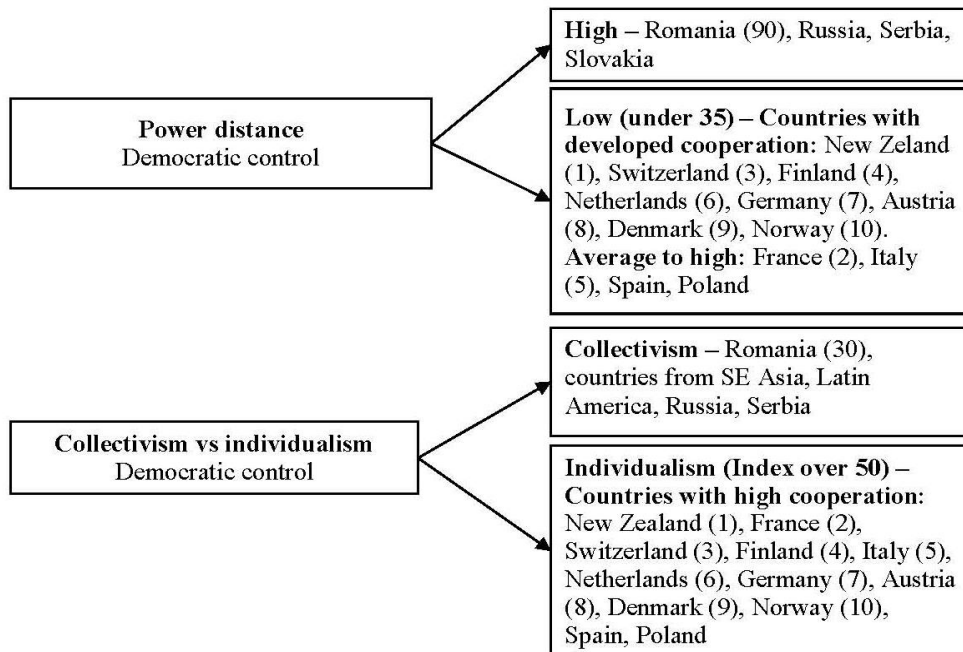 High – Romania (90), Russia, Serbia,
Slovakia
Power distance
Democratic control
Low (under 35) – Countries with
developed cooperation: New Zeland
(1), Switzerland (3), Finland (4),
Netherlands (6), Germany (7), Austria
(8), Denmark (9), Norway (10).
Average to high: France (2), Italy
(5), Spain, Poland
Collectivism – Romania (30),
countries from SE Asia, Latin
America, Russia, Serbia
Collectivism vs individualism
Democratic control
Individualism (Index over 50) –
Countries with high cooperation:
New Zealand (1), France (2),
Switzerland (3), Finland (4), Italy (5),
Netherlands (6), Germany (7), Austria
(8), Denmark (9), Norway (10),
Spain, Poland